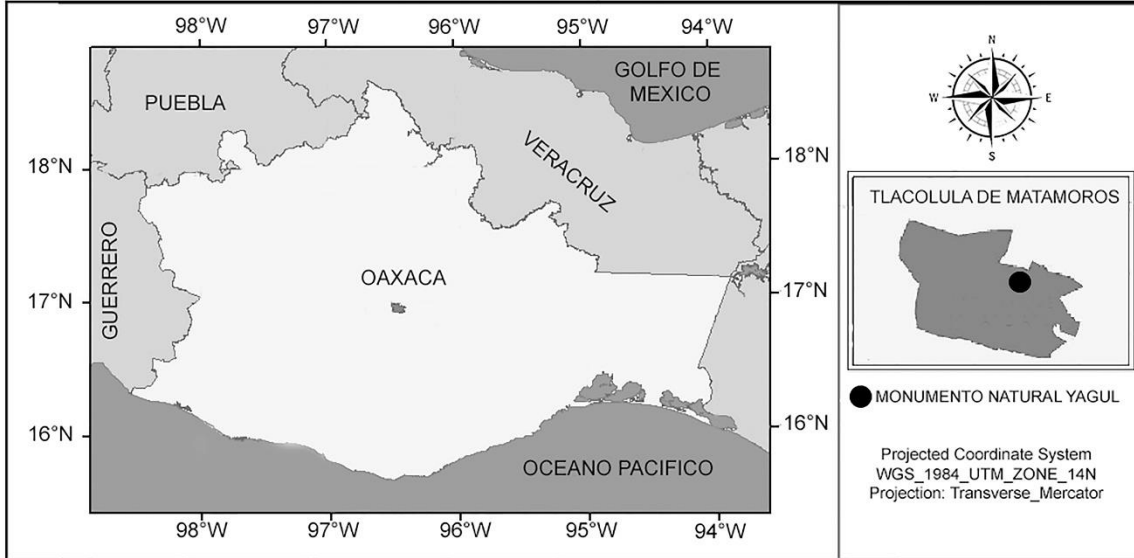 98°W 97°W 96°W 95°W 94°W
GOLFO DE
MEXICO
PUEBLA
VERACRUZ
18°N 18°N
GUERRERO
OAXACA
17°N 17°N
16°N 16°N
OCEANO PACIFICO
98°W 97°W 96°W 95°W 94°W
N
W E
S
TLACOLULA DE MATAMOROS
MONUMENTO NATURAL YAGUL
Projected Coordinate System
WGS_1984_UTM_ZONE_14N
Projection: Transverse_Mercator